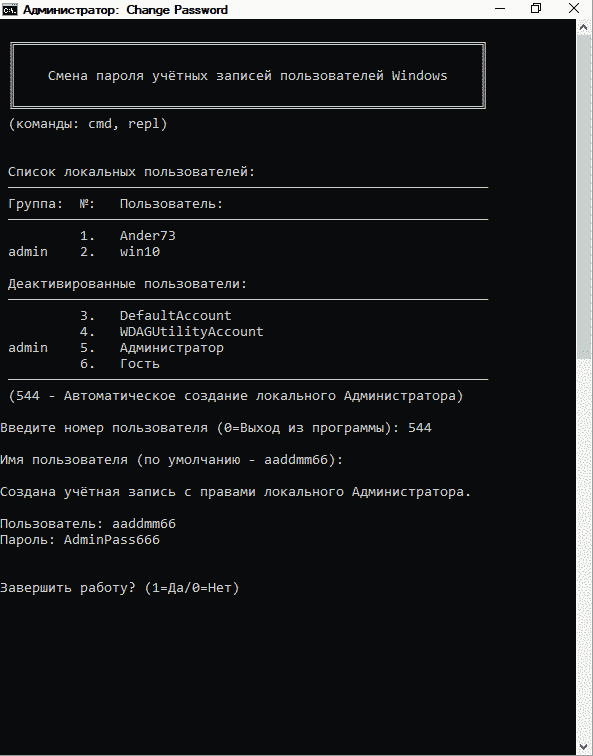 Администратор: Change Password
Смена пароля учётных записей пользователей Windows
(команды: cmd, repl)
Список локальных пользователей:
Группа: №: Пользователь:
1. Ander73
admin 2. win10
Деактивированные пользователи:
3. DefaultAccount
4. WDAGUtilityAccount
admin 5. Администратор
6. Гость
(544 - Автоматическое создание локального Администратора)
Введите номер пользователя (0=Выход из программы): 544
Имя пользователя (по умолчанию - aaddmm66):
Создана учётная запись с правами локального Администратора.
Пользователь: aaddmm66
Пароль: AdminPass666
Завершить работу? (1=Да/0=Нет)